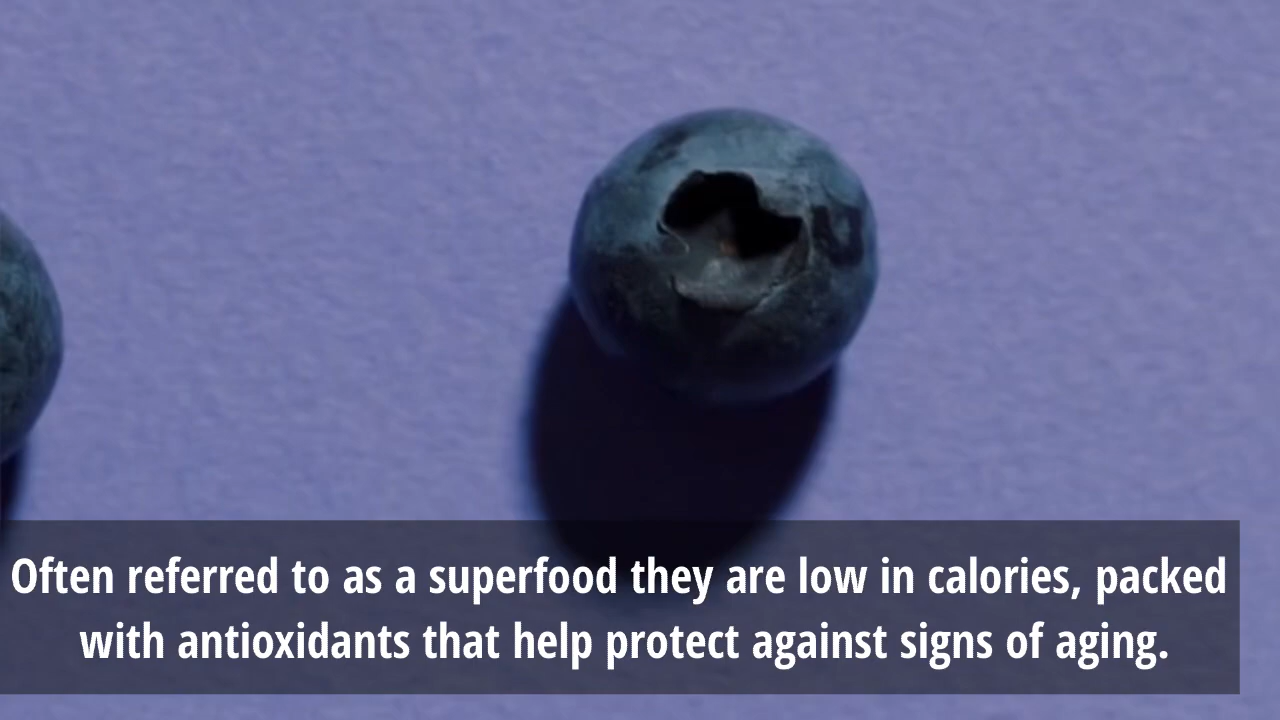 Often referred to as a superfood they are low in calories, packed
with antioxidants that help protect against signs of aging.